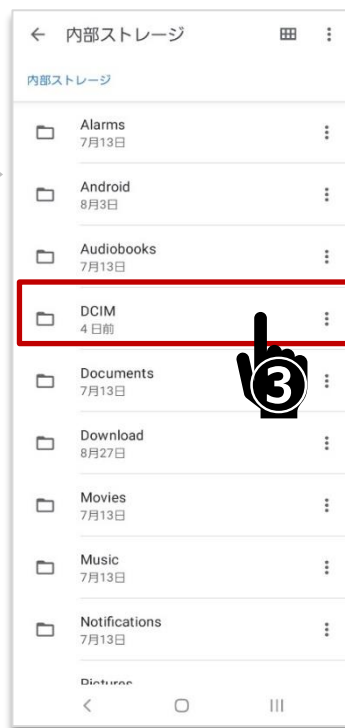 内部ストレージ
内部ストレージ
Alarms
7月13日
Android
8月3日
Audiobooks
7月13日
DCIM
4 日前
Documents
7月13日
③
Download
8月27日
Movies
7月13日
Music
7月13日
Notifications
7月13日
Pictures